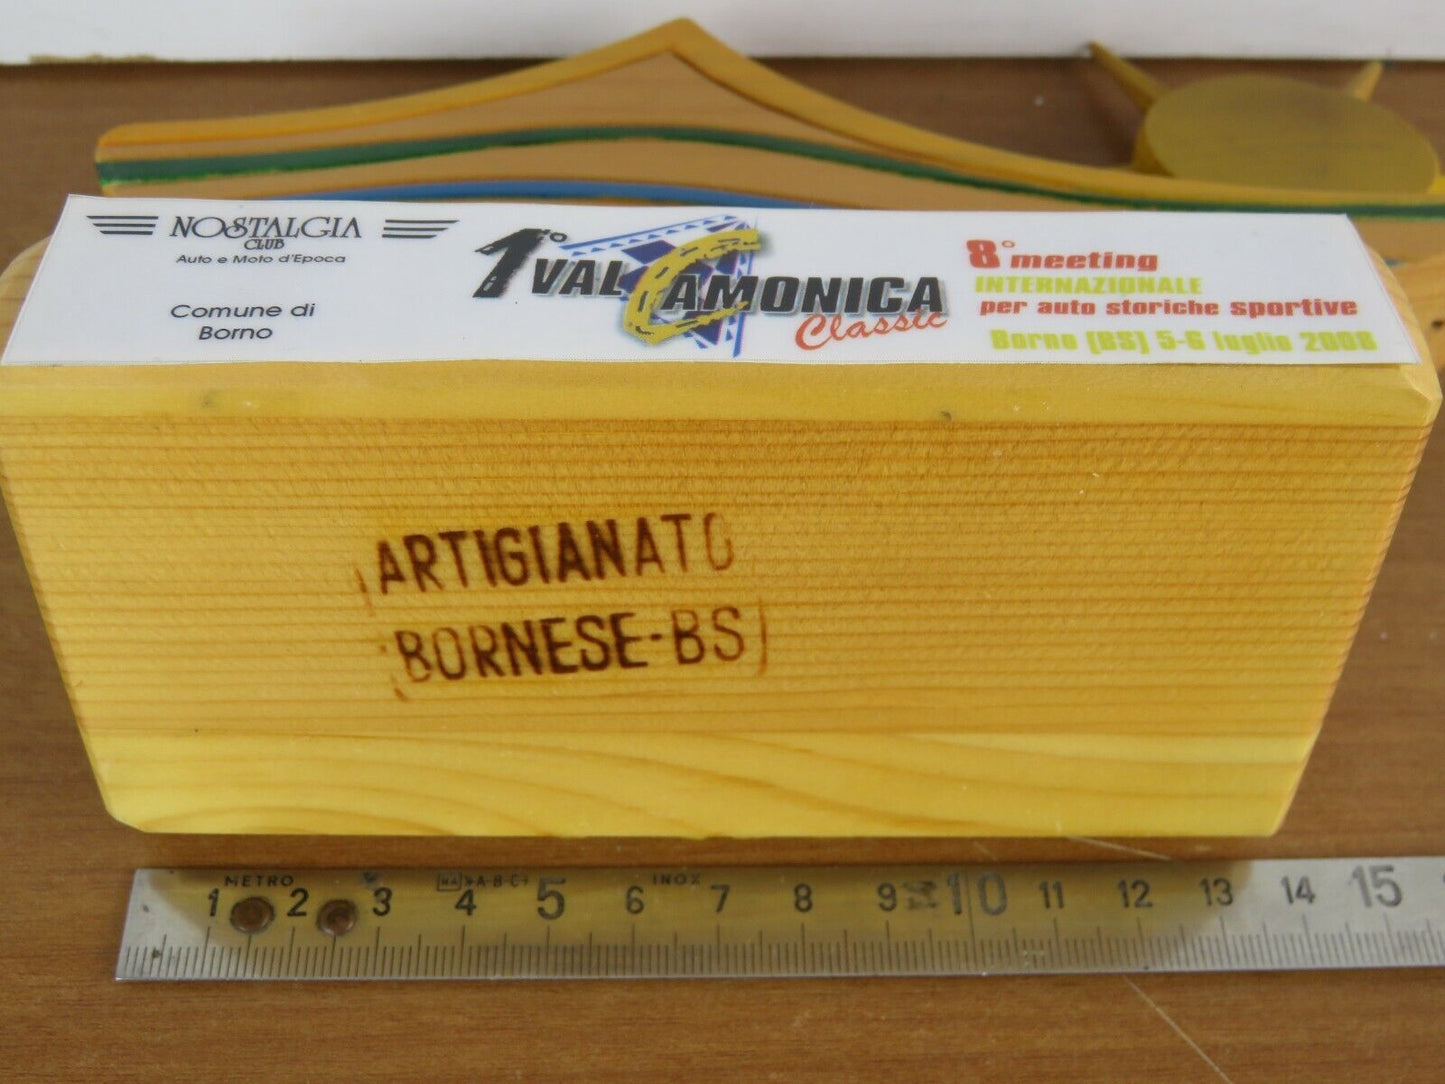 NOSTALGIA
CLUB
Auto e Moto d'Epoca
Comune di
Borno
1° VAL CAMONICA
Classic
8° meeting
INTERNAZIONALE
per auto storiche sportive
Borno (BS) 5-6 luglio 2008
ARTIGIANATO
BORNESE-BS
METRO A·B·C INOX
1 2 3 4 5 6 7 8 9 10 11 12 13 14 15